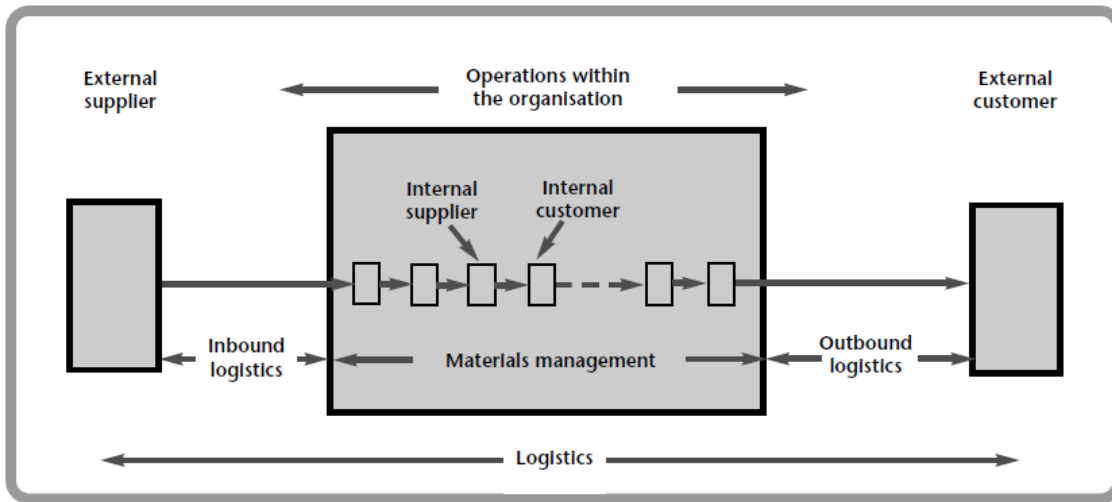 External
supplier
Operations within
the organisation
External
customer
Internal
supplier
Internal
customer
Inbound
logistics
Materials management
Outbound
logistics
Logistics